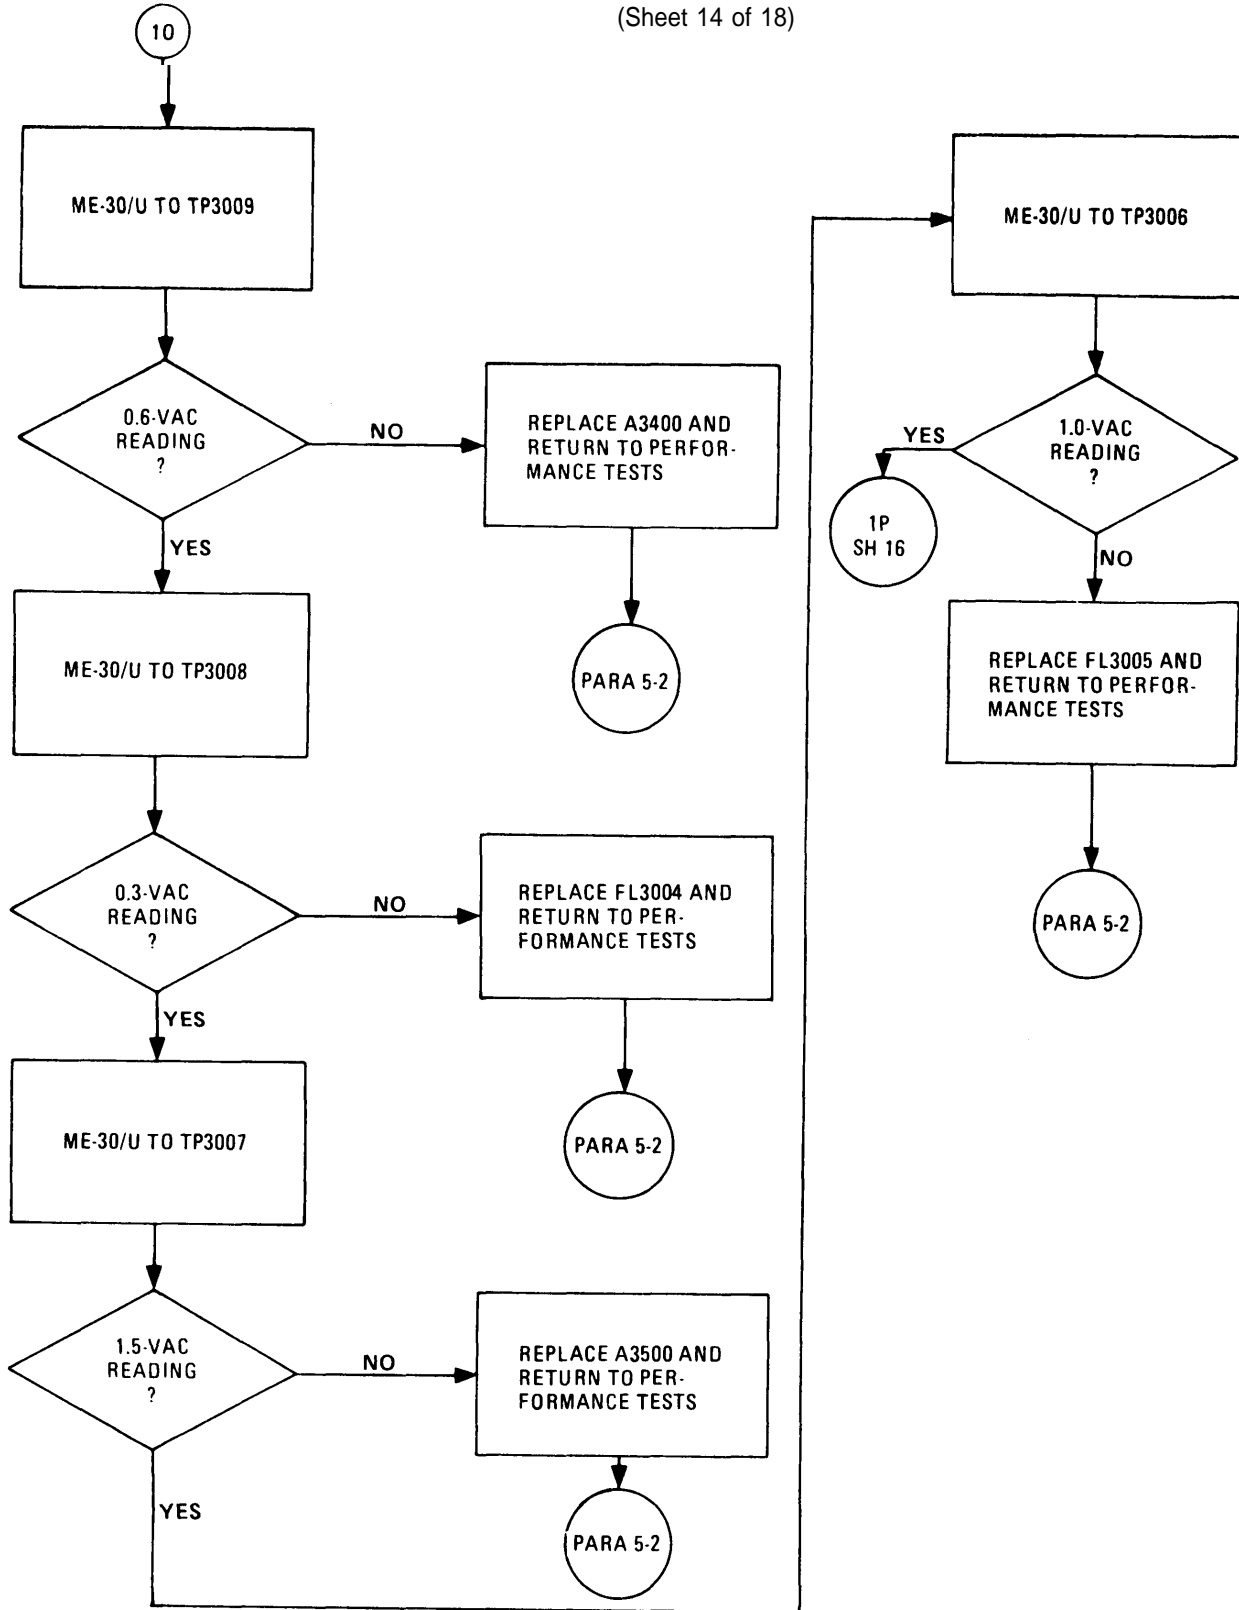 (Sheet 14 of 18)
10
ME-30/U TO TP3009
0.6-VAC
READING
?
NO
REPLACE A3400 AND
RETURN TO PERFOR-
MANCE TESTS
PARA 5-2
YES
ME-30/U TO TP3008
0.3-VAC
READING
?
NO
REPLACE FL3004 AND
RETURN TO PER-
FORMANCE TESTS
PARA 5-2
YES
ME-30/U TO TP3007
1.5-VAC
READING
?
NO
REPLACE A3500 AND
RETURN TO PER-
FORMANCE TESTS
PARA 5-2
YES
ME-30/U TO TP3006
1.0-VAC
READING
?
YES
1P
SH 16
NO
REPLACE FL3005 AND
RETURN TO PERFOR-
MANCE TESTS
PARA 5-2